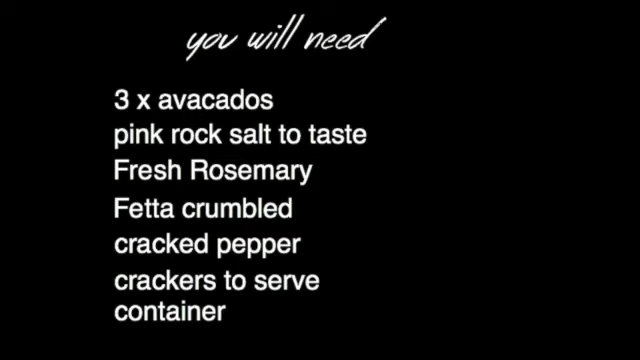 you will need
3 x avacados
pink rock salt to taste
Fresh Rosemary
Fetta crumbled
cracked pepper
crackers to serve
container